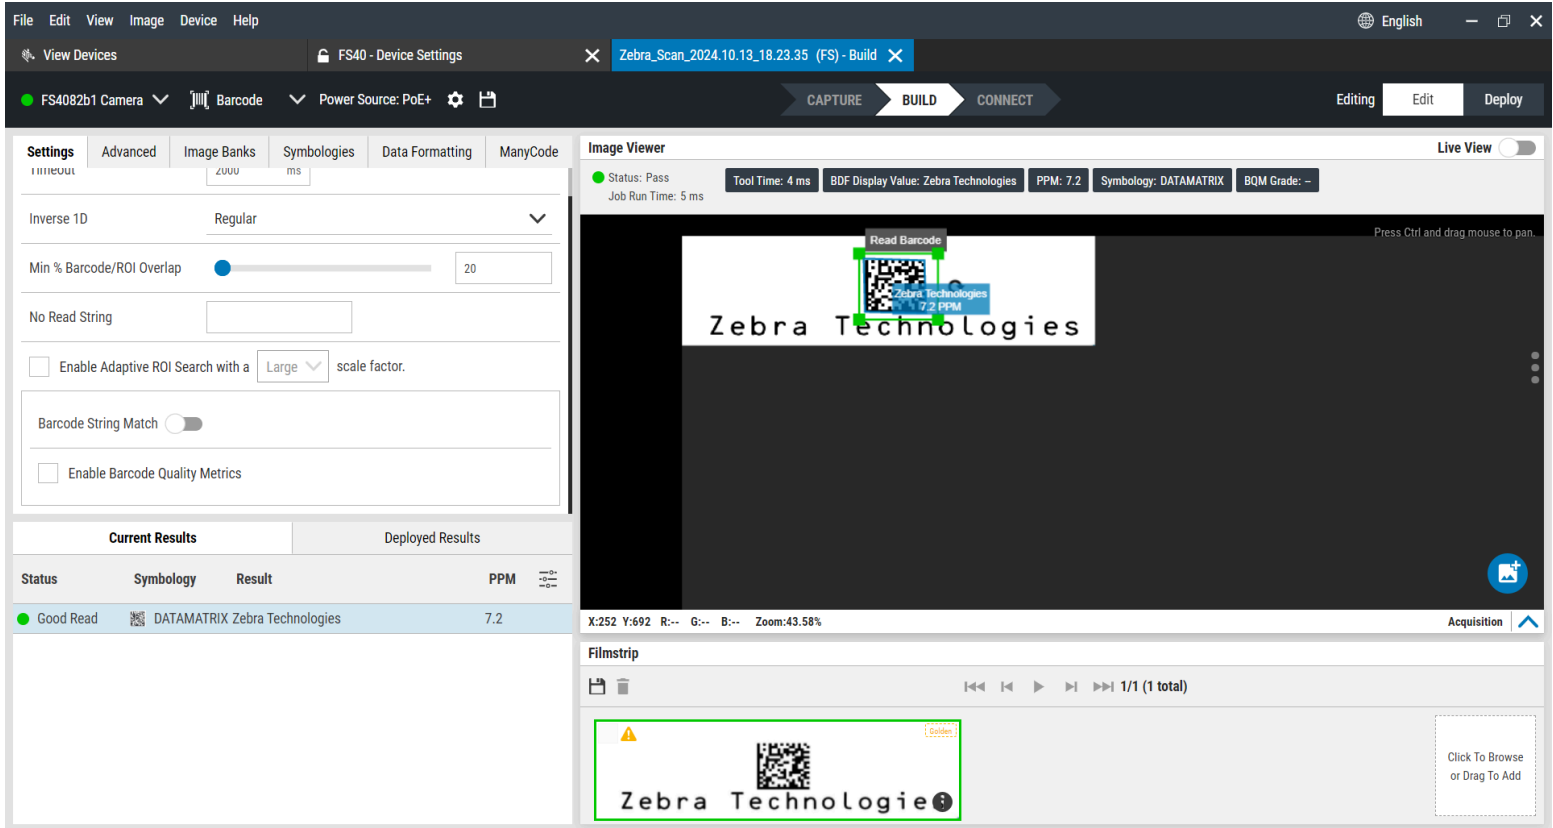 File Edit View Image Device Help
English
View Devices
FS40 - Device Settings
Zebra_Scan_2024.10.13_18.23.35 (FS) - Build
FS4082b1 Camera
Barcode
Power Source: PoE+
CAPTURE
BUILD
CONNECT
Editing
Edit
Deploy
Settings
Advanced
Image Banks
Symbologies
Data Formatting
ManyCode
Timeout
2000 ms
Inverse 1D
Regular
Min % Barcode/ROI Overlap
20
No Read String
Enable Adaptive ROI Search with a Large scale factor.
Barcode String Match
Enable Barcode Quality Metrics
Current Results
Deployed Results
Status Symbology Result PPM
Good Read DATAMATRIX Zebra Technologies 7.2
Image Viewer
Live View
Status: Pass
Job Run Time: 5 ms
Tool Time: 4 ms
BDF Display Value: Zebra Technologies
PPM: 7.2
Symbology: DATAMATRIX
BQM Grade: –
Press Ctrl and drag mouse to pan.
Read Barcode
Zebra Technologies
7.2 PPM
Zebra Technologies
X:252 Y:692 R:-- G:-- B:-- Zoom:43.58%
Acquisition
Filmstrip
1/1 (1 total)
Golden
Zebra Technologie
Click To Browse
or Drag To Add